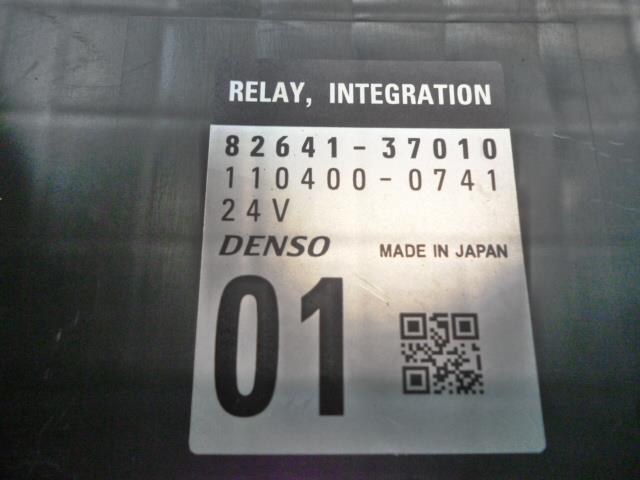 RELAY, INTEGRATION
82641-37010
110400-0741
24V
DENSO MADE IN JAPAN
01